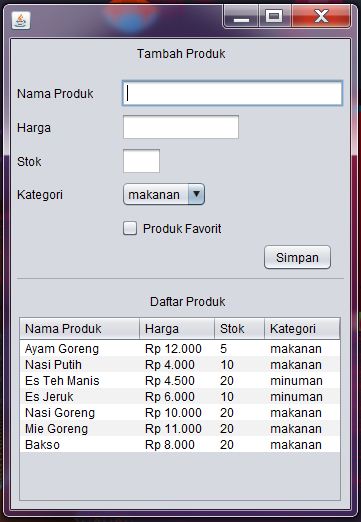 Tambah Produk
Nama Produk
Harga
Stok
Kategori makanan
Produk Favorit
Simpan
Daftar Produk
Nama Produk Harga Stok Kategori
Ayam Goreng Rp 12.000 5 makanan
Nasi Putih Rp 4.000 10 makanan
Es Teh Manis Rp 4.500 20 minuman
Es Jeruk Rp 6.000 10 minuman
Nasi Goreng Rp 10.000 20 makanan
Mie Goreng Rp 11.000 20 makanan
Bakso Rp 8.000 20 makanan